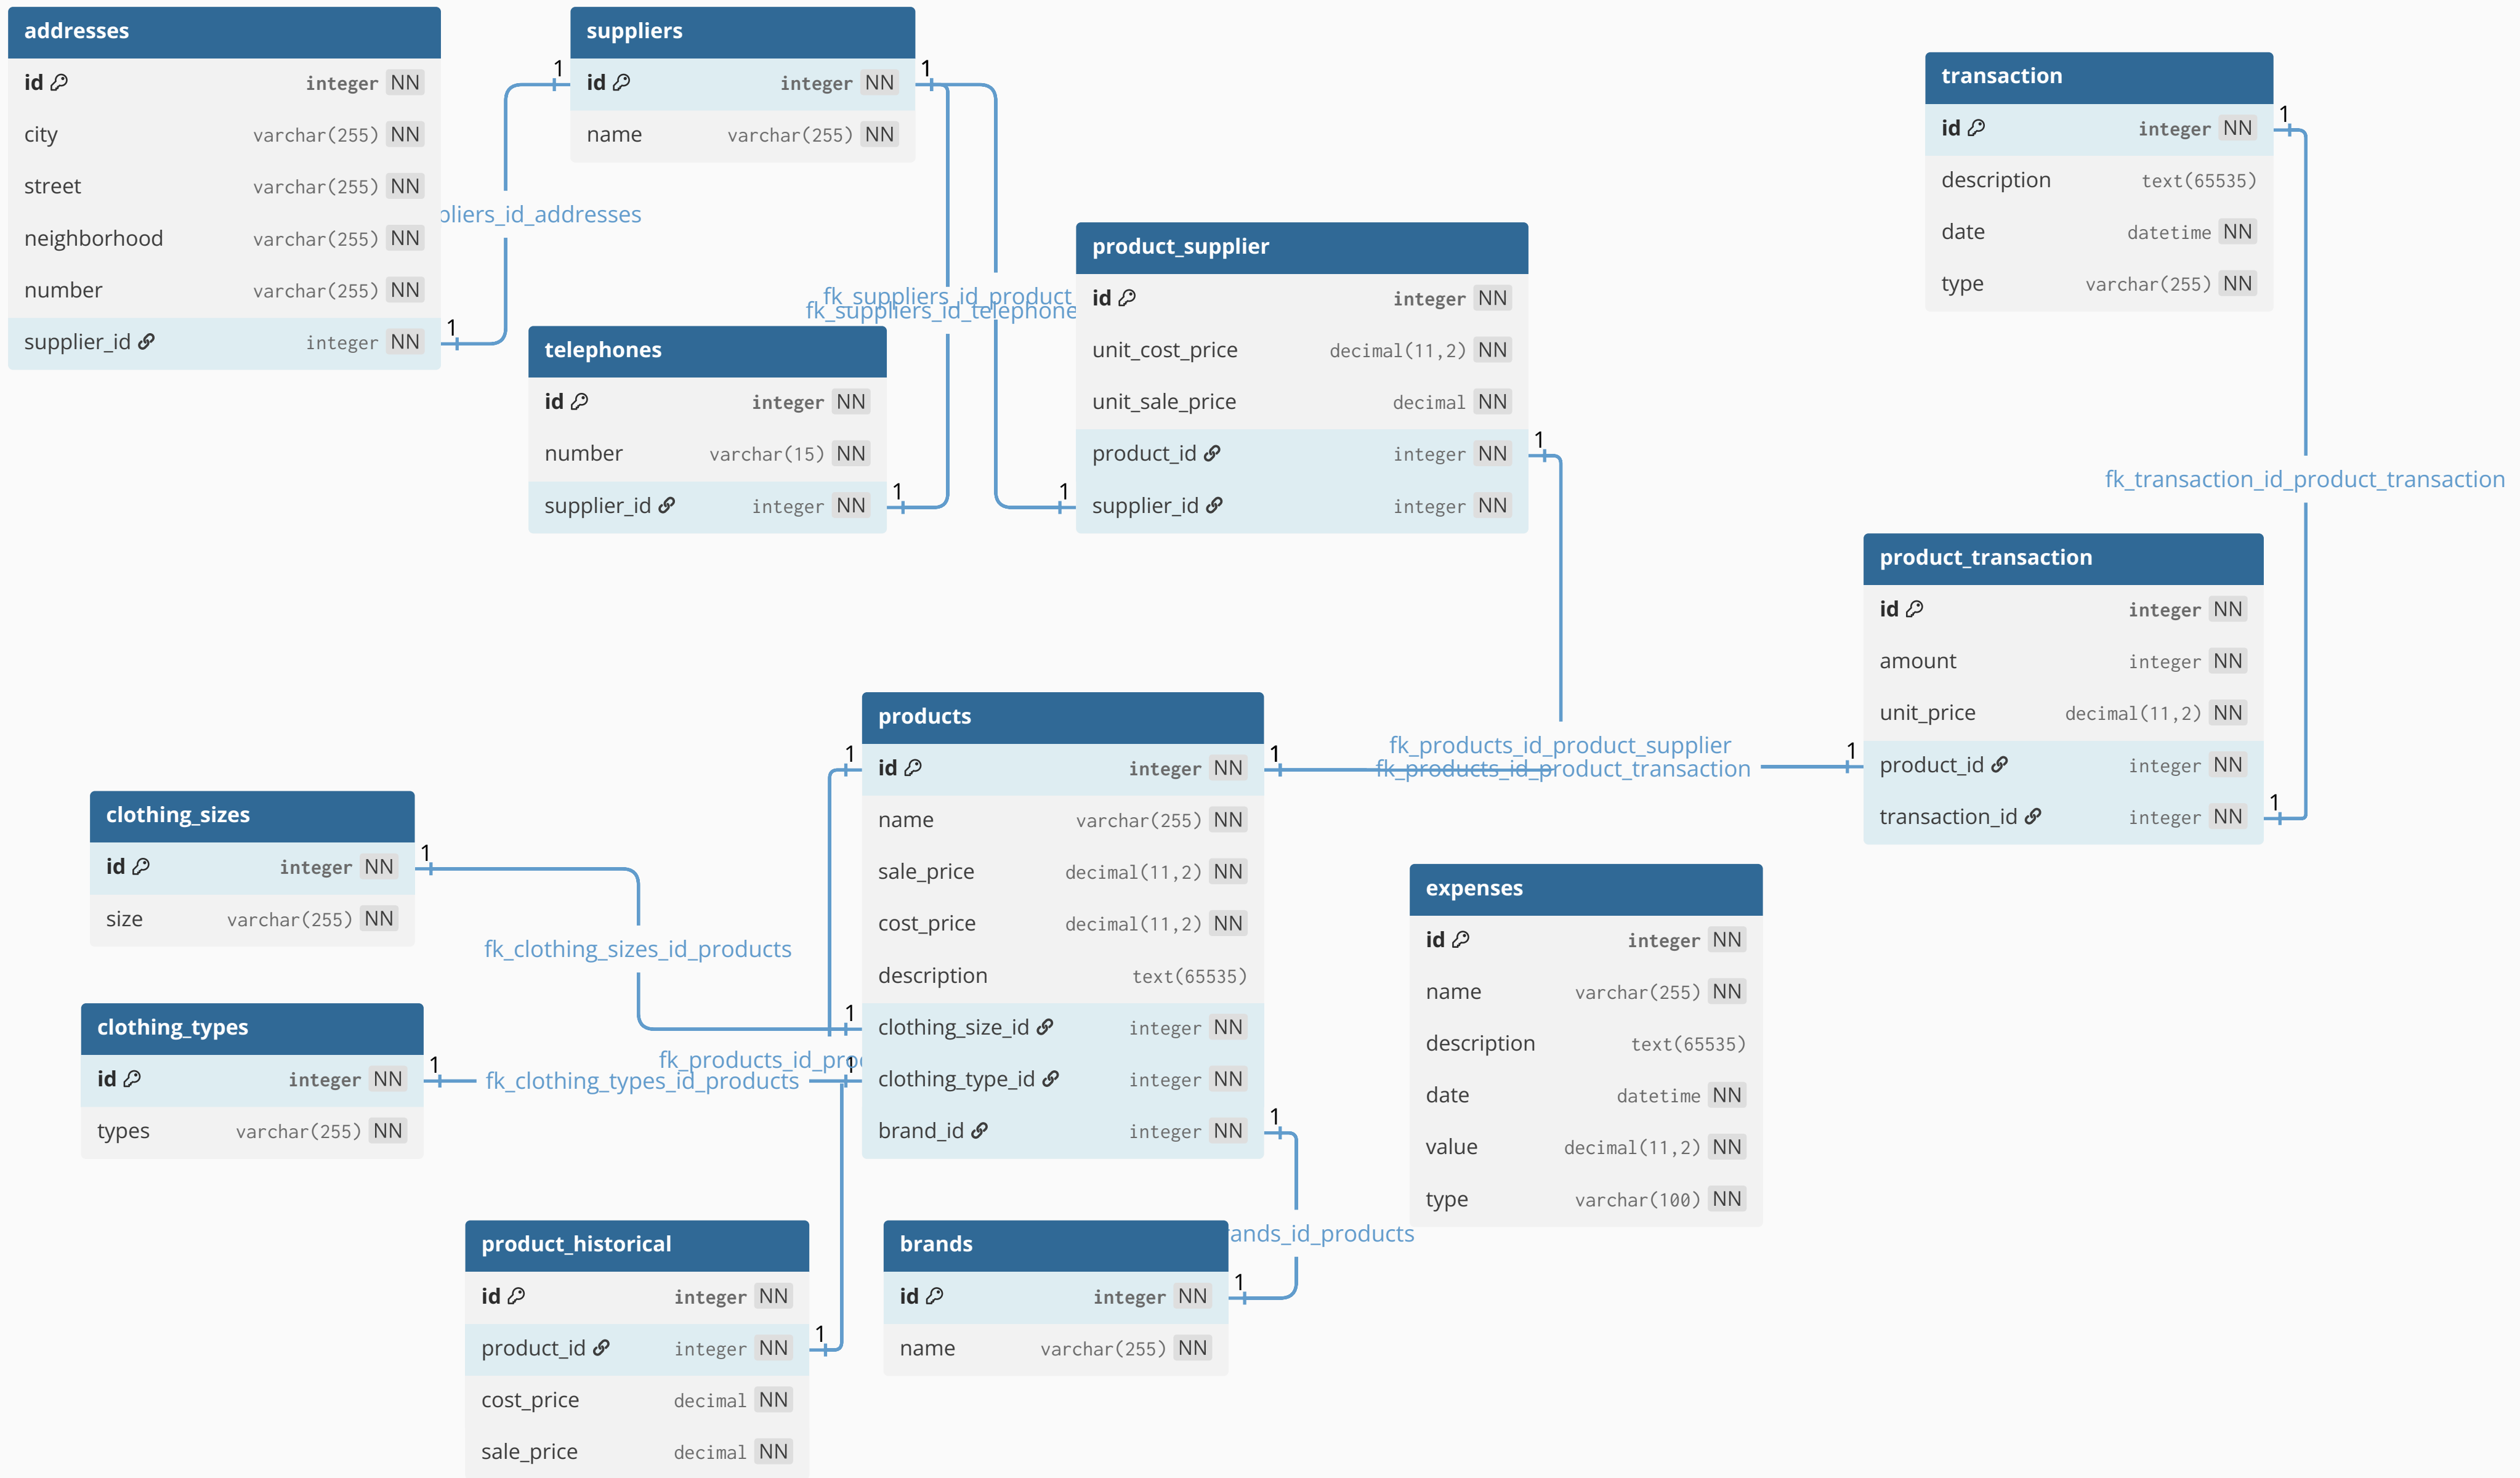 addresses
id integer NN
city varchar(255) NN
street varchar(255) NN
neighborhood varchar(255) NN
number varchar(255) NN
supplier_id integer NN
1
1
pliers_id_addresses
suppliers
id integer NN
name varchar(255) NN
1
fk_suppliers_id_product
fk_suppliers_id_telephone
telephones
id integer NN
number varchar(15) NN
supplier_id integer NN
1
1
product_supplier
id integer NN
unit_cost_price decimal(11,2) NN
unit_sale_price decimal NN
product_id integer NN
supplier_id integer NN
1
transaction
id integer NN
description text(65535)
date datetime NN
type varchar(255) NN
1
fk_transaction_id_product_transaction
product_transaction
id integer NN
amount integer NN
unit_price decimal(11,2) NN
product_id integer NN
transaction_id integer NN
1
1
products
id integer NN
name varchar(255) NN
sale_price decimal(11,2) NN
cost_price decimal(11,2) NN
description text(65535)
clothing_size_id integer NN
clothing_type_id integer NN
brand_id integer NN
1
1
1
1
1
fk_products_id_product_supplier
fk_products_id_product_transaction
clothing_sizes
id integer NN
size varchar(255) NN
1
fk_clothing_sizes_id_products
clothing_types
id integer NN
types varchar(255) NN
1
fk_products_id_pro
fk_clothing_types_id_products
expenses
id integer NN
name varchar(255) NN
description text(65535)
date datetime NN
value decimal(11,2) NN
type varchar(100) NN
product_historical
id integer NN
product_id integer NN
cost_price decimal NN
sale_price decimal NN
1
brands
id integer NN
name varchar(255) NN
1
ands_id_products